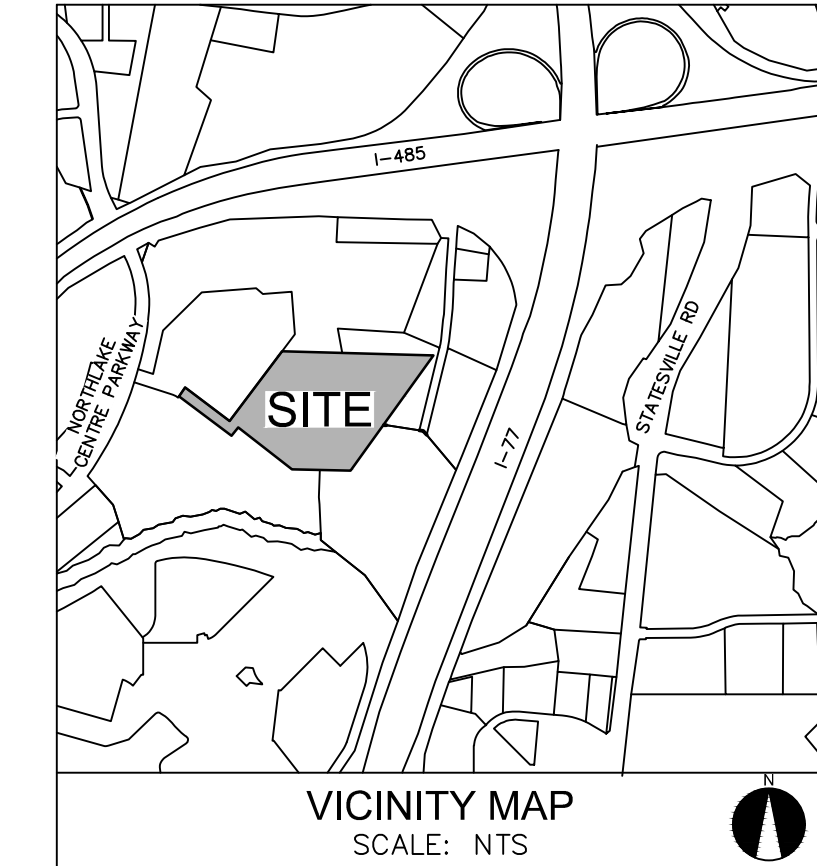 I-485
NORTHLAKE
CENTRE PARKWAY
SITE
STATESVILLE RD
I-77
VICINITY MAP
SCALE: NTS
N